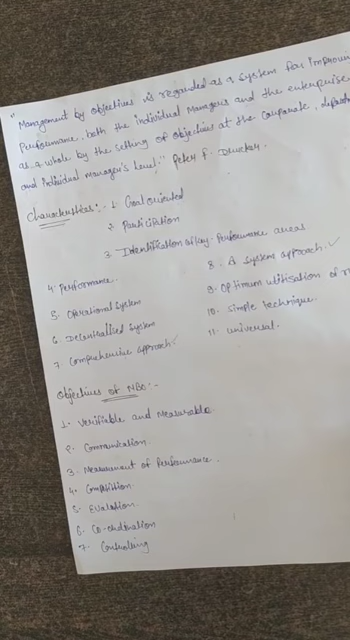 "Management by objectives is regarded as a system for improvi
Performance, both the individual Managers and the enterprise
as a whole by the setting of objectives at the corporate,
and individual manager's level." Peter F. Drucker.
Characteristics:- 1. Goal oriented
2. Participation
3. Identification of key Performance areas
4. Performance.
5. Operational System
6. Decentralised System
7. Comprehensive approach
8. A systems approach
9. Optimum utilisation of r
10. simple technique.
11. universal.
Objectives of MBO:-
1. Verifiable and Measurable
2. Communication.
3. Measurement of Performance.
4. Competition
5. Evaluation.
6. Co-ordination
7. Controlling